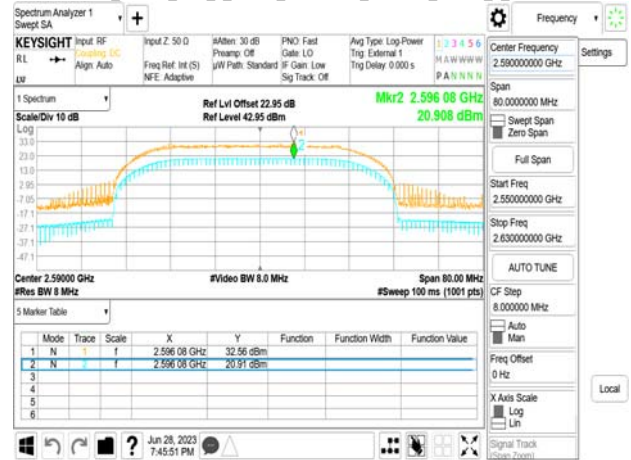 Spectrum Analyzer 1
Swept SA
+
Frequency
KEYSIGHT
RL
Input: RF
Coupling: DC
Align: Auto
Input Z: 50 Ω
Freq Ref: Int (S)
NFE: Adaptive
#Atten: 30 dB
Preamp: Off
µW Path: Standard
PNO: Fast
Gate: LO
IF Gain: Low
Sig Track: Off
Avg Type: Log-Power
Trig: External 1
Trig Delay: 0.000 s
1 2 3 4 5 6
M A W W W W
P A N N N N
1 Spectrum
Scale/Div 10 dB
Ref Lvl Offset 22.95 dB
Ref Level 42.95 dBm
Mkr2 2.596 08 GHz
20.908 dBm
Log
33.0
23.0
13.0
2.95
-7.05
-17.1
-27.1
-37.1
-47.1
2
Center 2.59000 GHz
#Res BW 8 MHz
#Video BW 8.0 MHz
Span 80.00 MHz
#Sweep 100 ms (1001 pts)
5 Marker Table
Mode Trace Scale X Y Function Function Width Function Value
1 N 1 f 2.596 08 GHz 32.56 dBm
2 N 2 f 2.596 08 GHz 20.91 dBm
3
4
5
6
Jun 28, 2023
7:45:51 PM
Center Frequency
2.590000000 GHz
Settings
Span
80.0000000 MHz
Swept Span
Zero Span
Full Span
Start Freq
2.550000000 GHz
Stop Freq
2.630000000 GHz
AUTO TUNE
CF Step
8.000000 MHz
Auto
Man
Freq Offset
0 Hz
X Axis Scale
Log
Lin
Local
Signal Track
(Span Zoom)